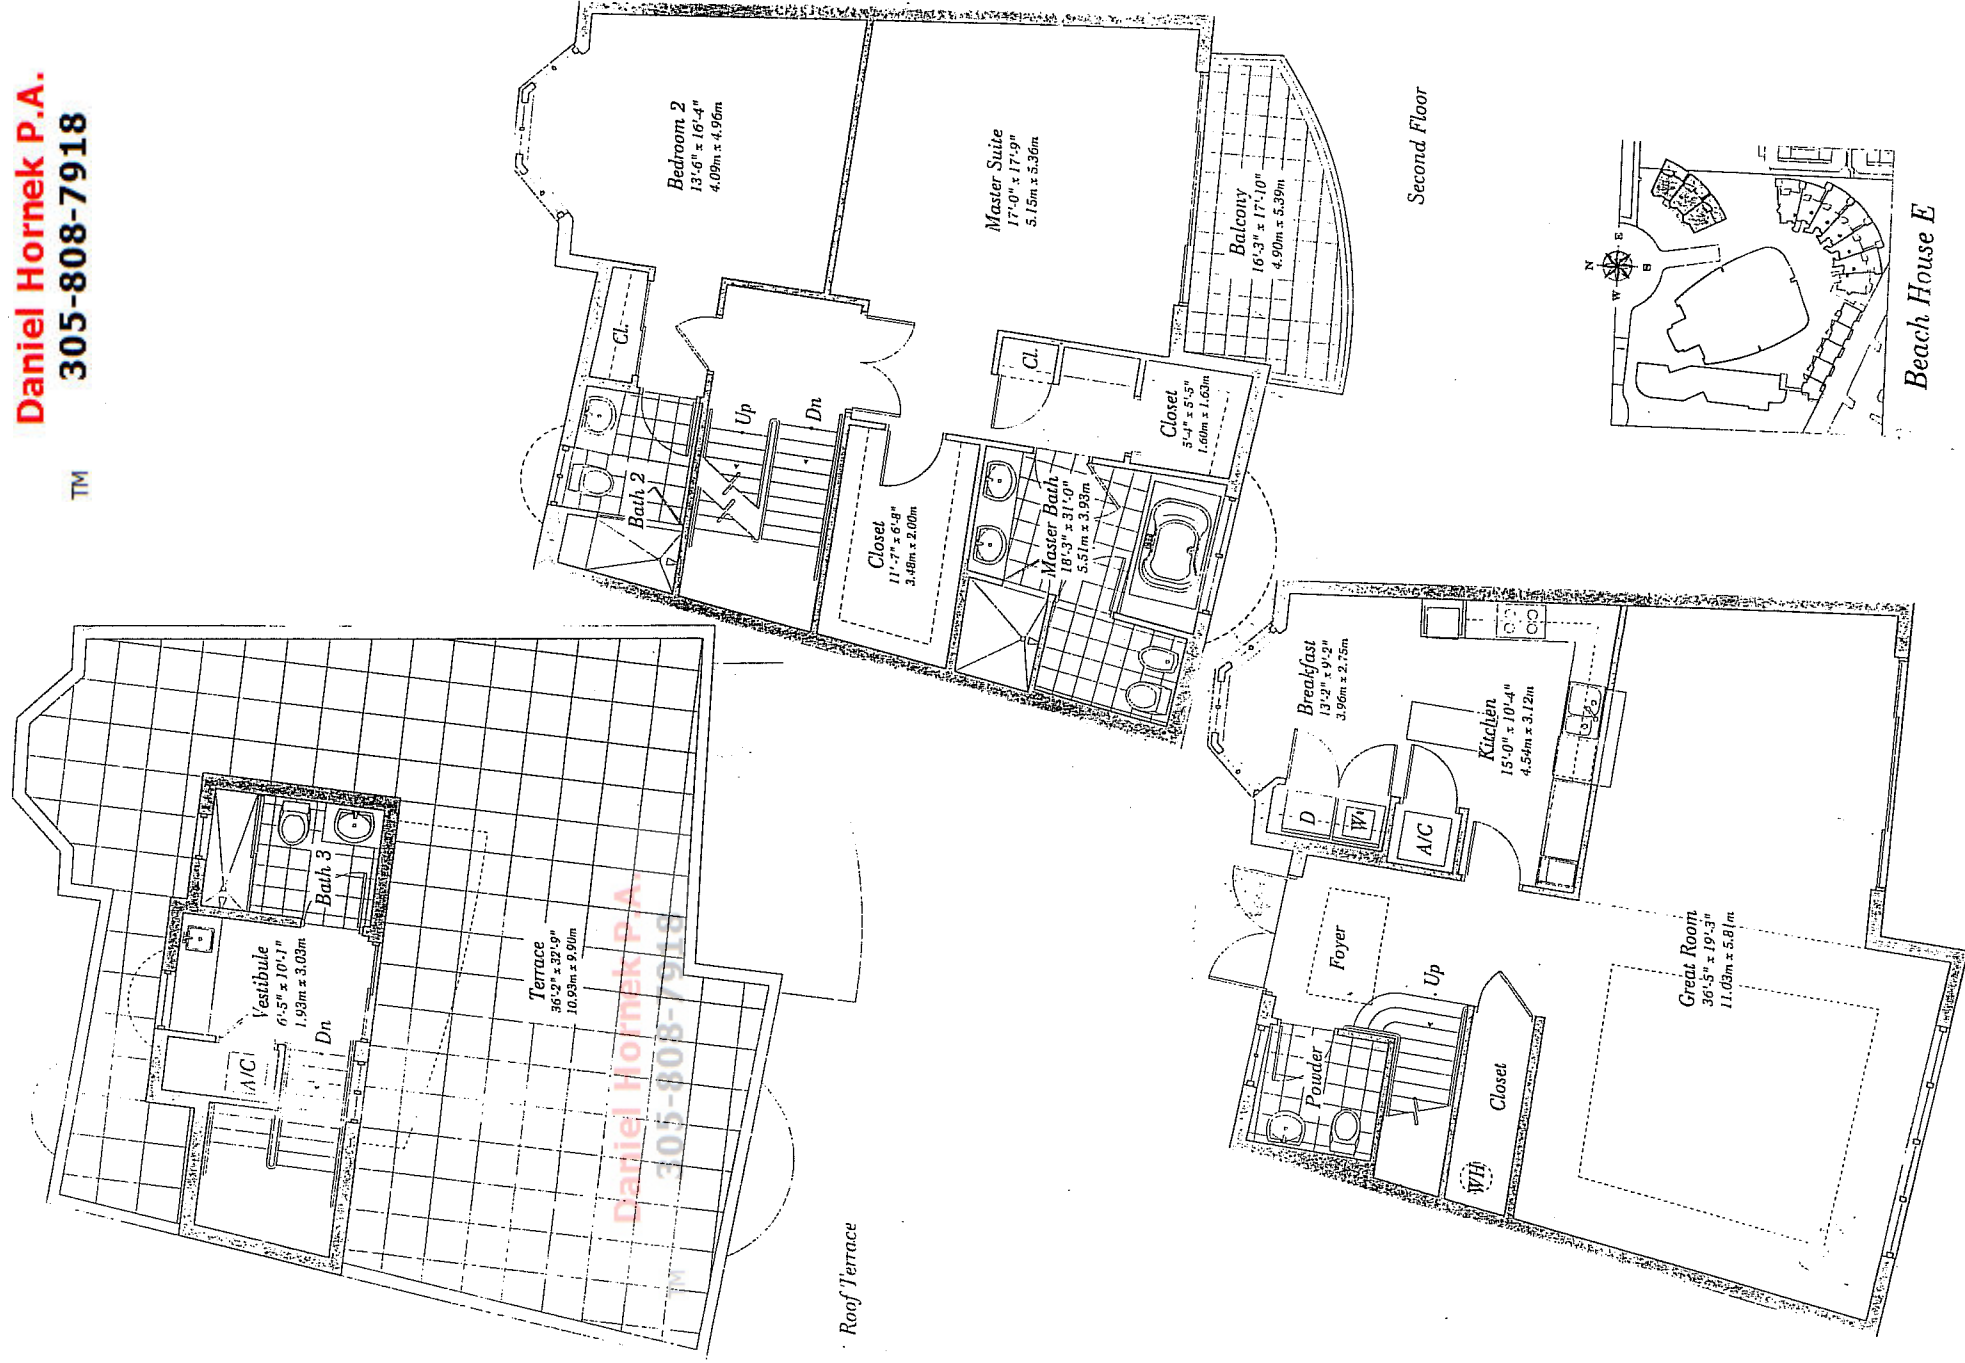 Daniel Hornek P.A.
305-808-7918
TM
Bedroom 2
13'-6" x 16'-4"
4.09m x 4.96m
Master Suite
17'-0" x 17'-9"
5.15m x 5.36m
Balcony
16'-3" x 17'-10"
4.90m x 5.39m
Cl.
Cl.
Up
Dn
Bath 2
Closet
11'-7" x 6'-8"
3.48m x 2.00m
Closet
5'-4" x 5'-5"
1.60m x 1.63m
Master Bath
18'-3" x 31'-0"
5.51m x 3.93m
Second Floor
N
E
S
W
Beach House E
Bath 3
Vestibule
6'-5" x 10'-1"
1.93m x 3.03m
Dn
A/C
Terrace
36'-2" x 32'-9"
10.93m x 9.90m
Daniel Hornek P.A.
305-808-7918
TM
Roof Terrace
Breakfast
13'-2" x 9'-2"
3.96m x 2.75m
Kitchen
15'-0" x 10'-4"
4.54m x 3.12m
D
W
A/C
Foyer
Up
Powder
Closet
WH
Great Room
36'-5" x 19'-3"
11.03m x 5.81m